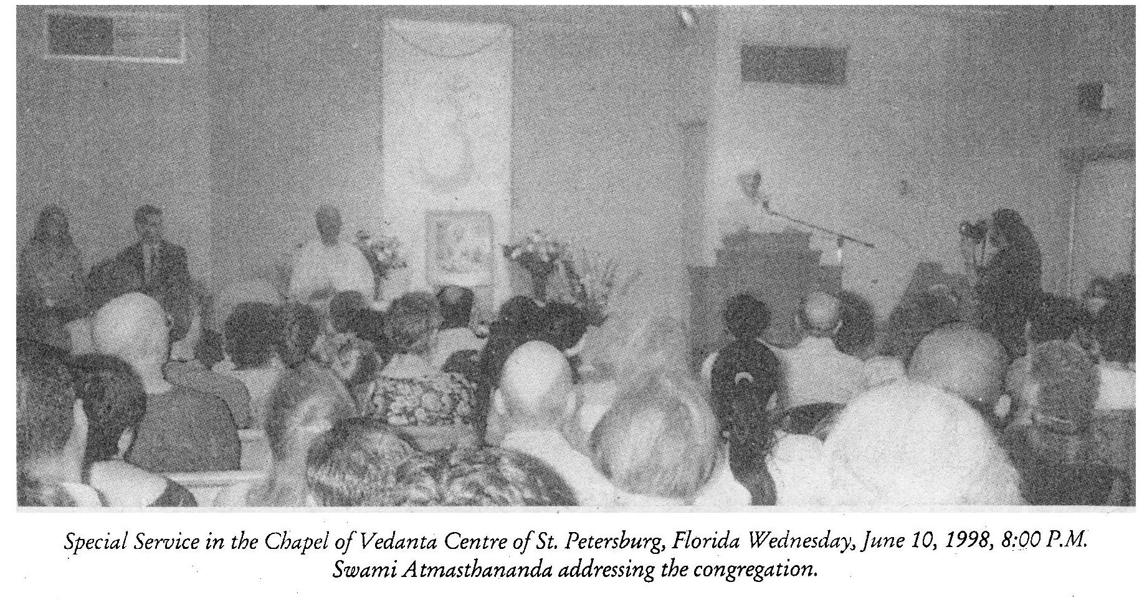 Special Service in the Chapel of Vedanta Centre of St. Petersburg, Florida Wednesday, June 10, 1998, 8:00 P.M.
Swami Atmasthananda addressing the congregation.